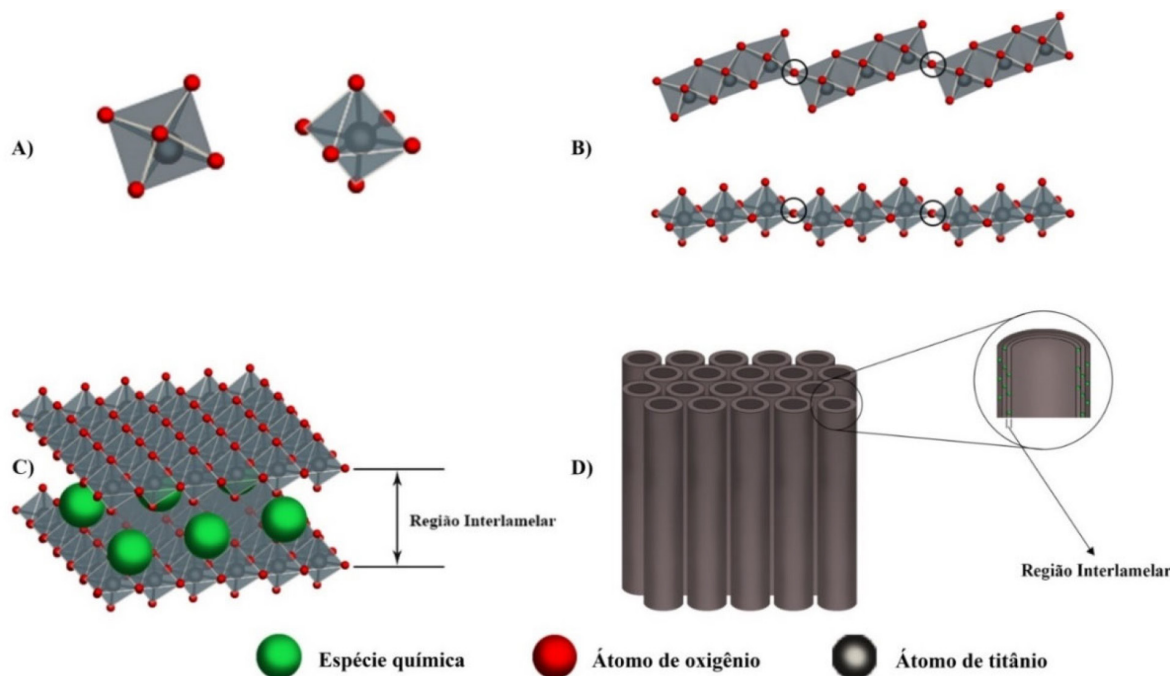 A)
B)
C)
Região Interlamelar
D)
Região Interlamelar
Espécie química
Átomo de oxigênio
Átomo de titânio